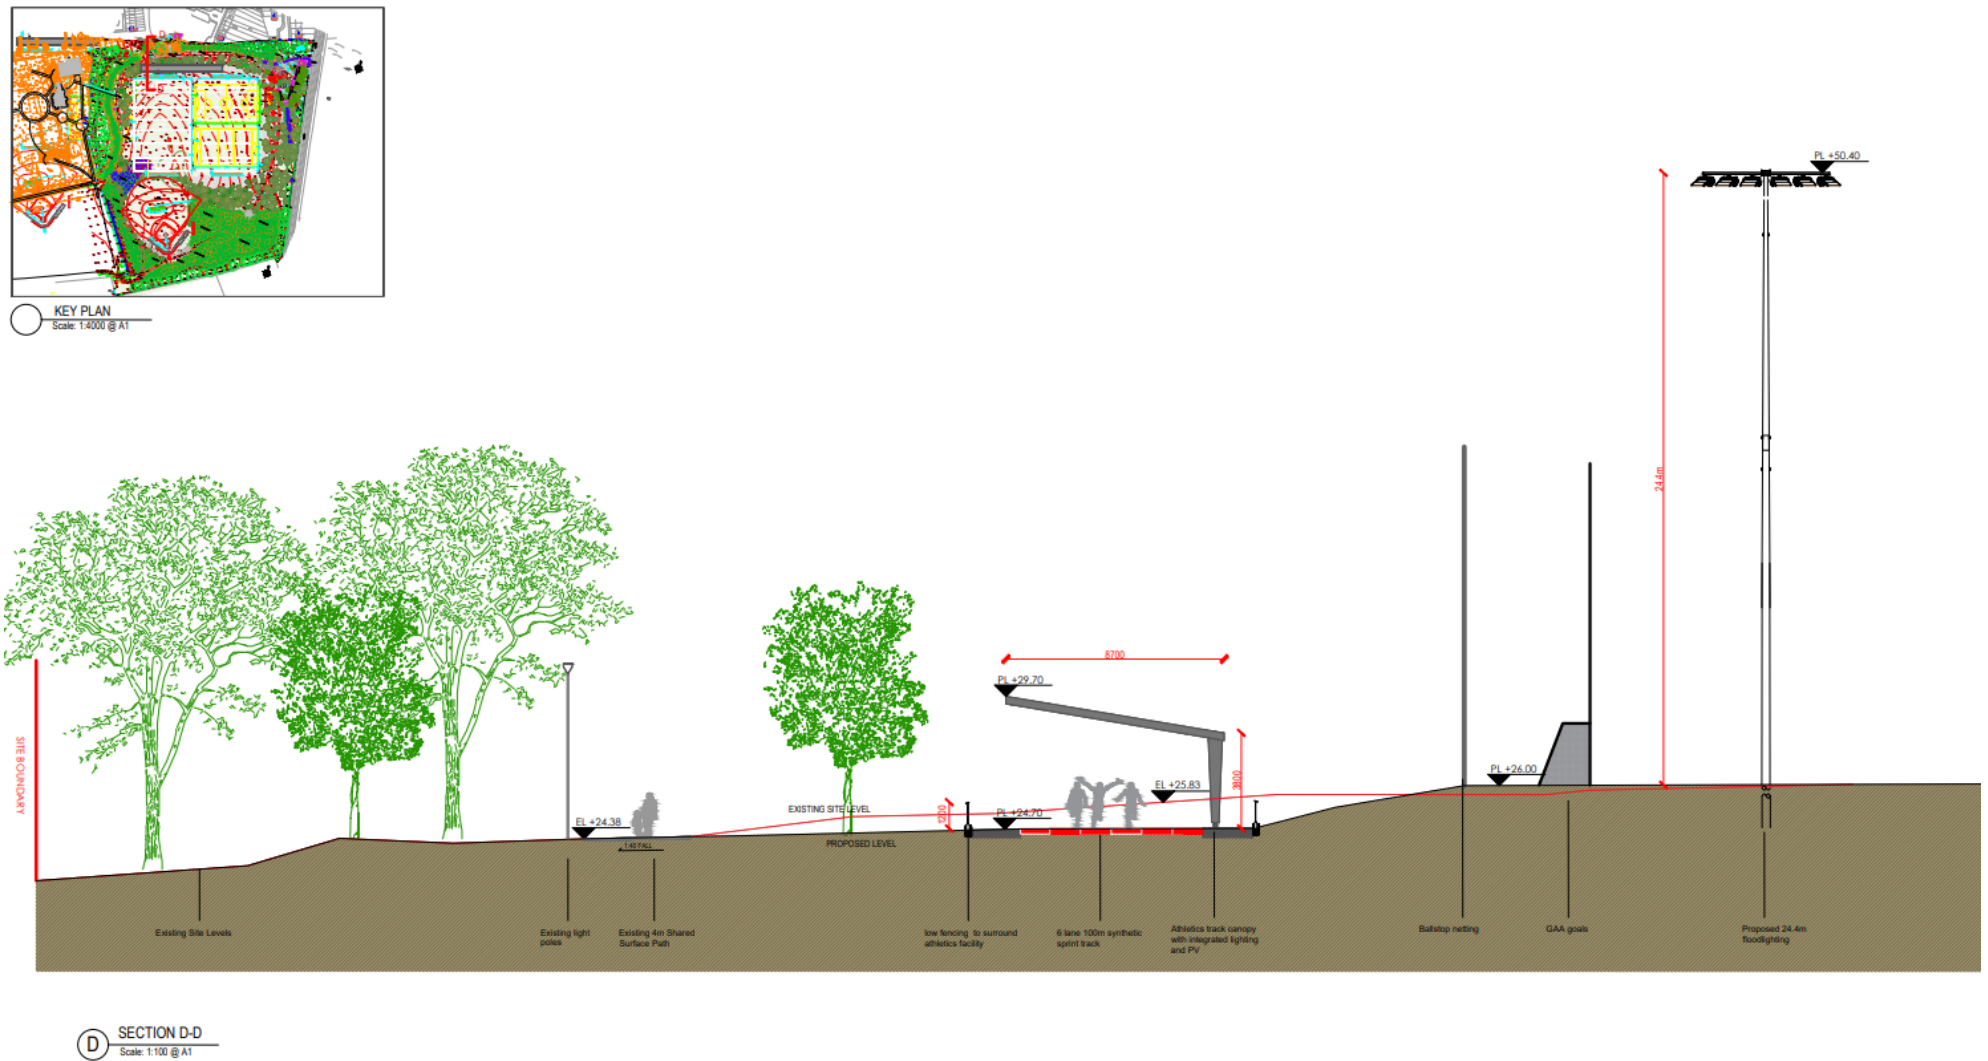 KEY PLAN
Scale: 1:4000 @ A1
PL +50.40
24.4m
8700
PL +29.70
3800
EL +25.83
PL +26.00
1200
PL +24.70
EXISTING SITE LEVEL
PROPOSED LEVEL
EL +24.38
1:40 FALL
SITE BOUNDARY
Existing Site Levels
Existing light
poles
Existing 4m Shared
Surface Path
low fencing to surround
athletics facility
6 lane 100m synthetic
sprint track
Athletics track canopy
with integrated lighting
and PV
Ballstop netting
GAA goals
Proposed 24.4m
floodlighting
D
SECTION D-D
Scale: 1:100 @ A1